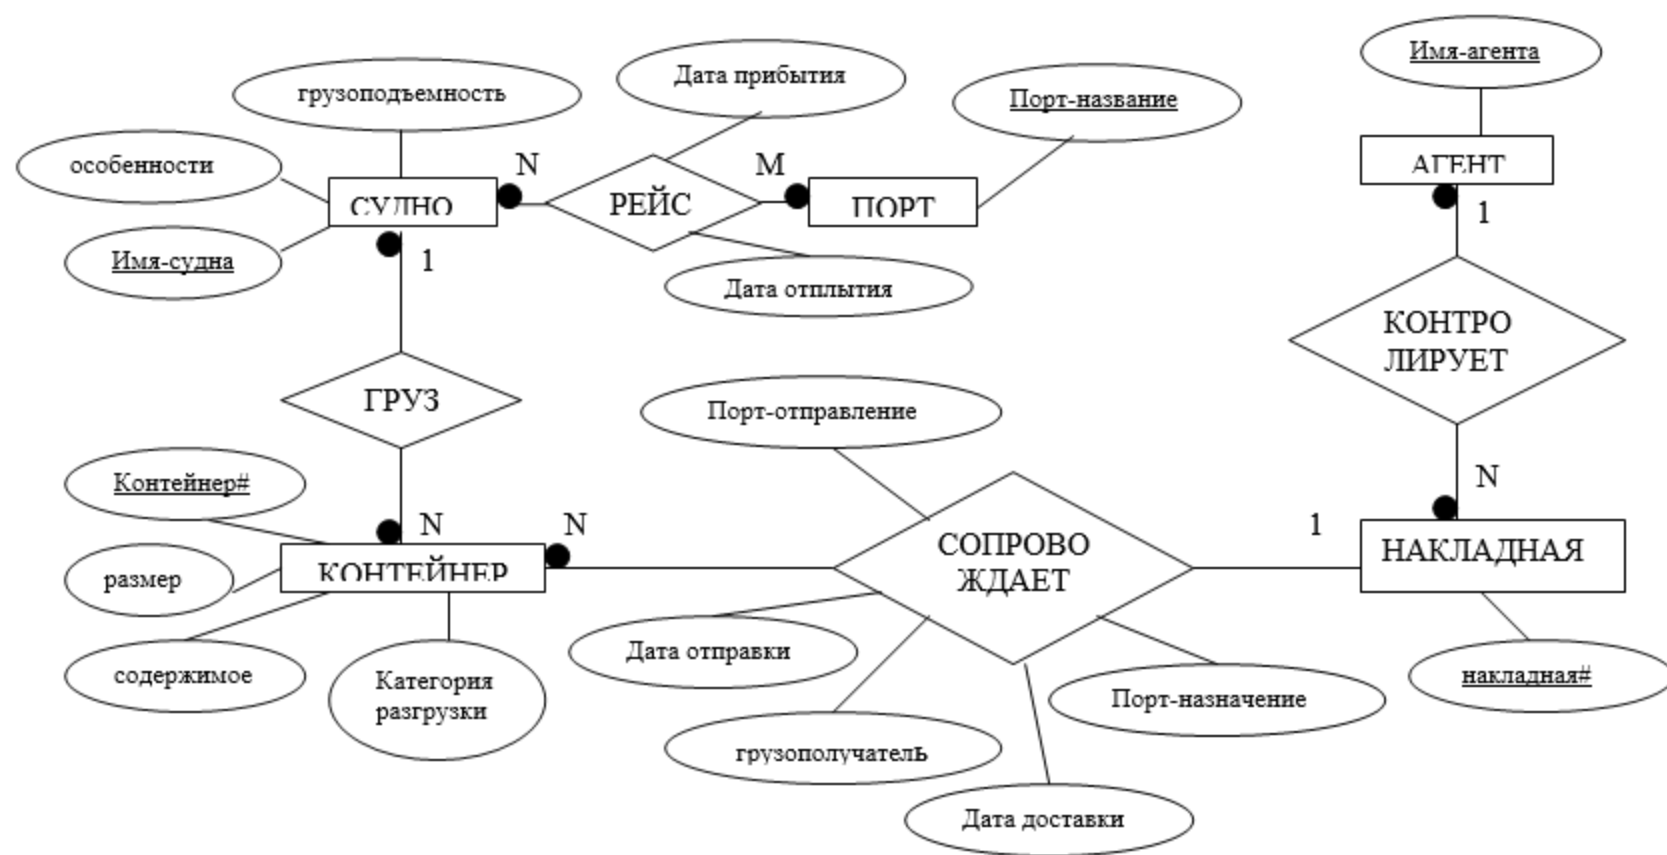 Имя-агента
Дата прибытия
грузоподъемность
Порт-название
особенности
N
M
АГЕНТ
СУДНО
РЕЙС
ПОРТ
1
Имя-судна
1
Дата отплытия
КОНТРО
ЛИРУЕТ
ГРУЗ
Порт-отправление
Контейнер#
N
N
N
1
СОПРОВО
ЖДАЕТ
НАКЛАДНАЯ
размер
КОНТЕЙНЕР
Дата отправки
содержимое
Категория
разгрузки
Порт-назначение
накладная#
грузополучатель
Дата доставки